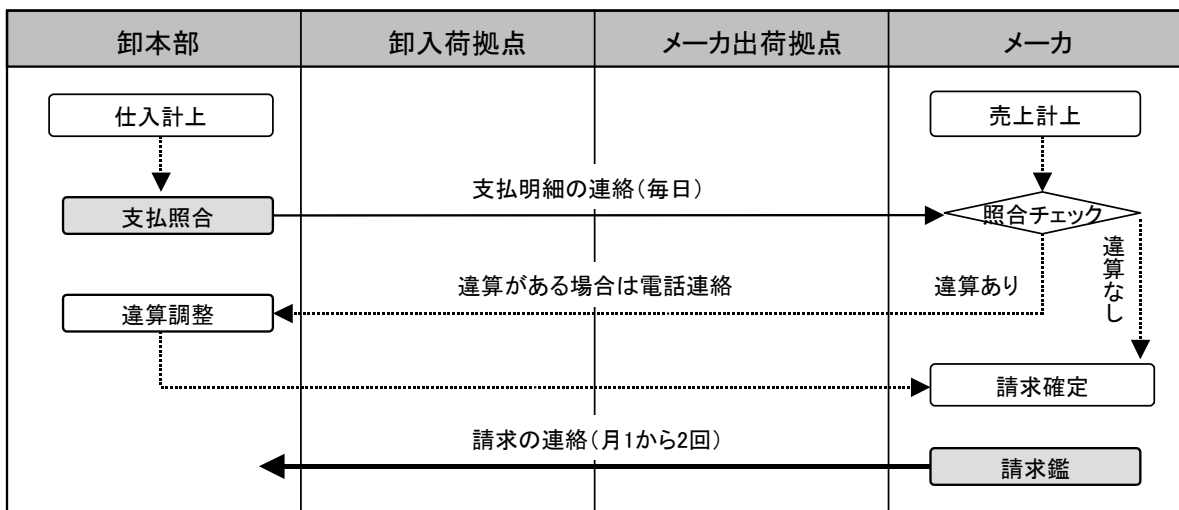 卸本部
卸入荷拠点
メーカ出荷拠点
メーカ
仕入計上
売上計上
支払明細の連絡(毎日)
支払照合
照合チェック
違算なし
違算がある場合は電話連絡
違算あり
違算調整
請求確定
請求の連絡(月1から2回)
請求鑑